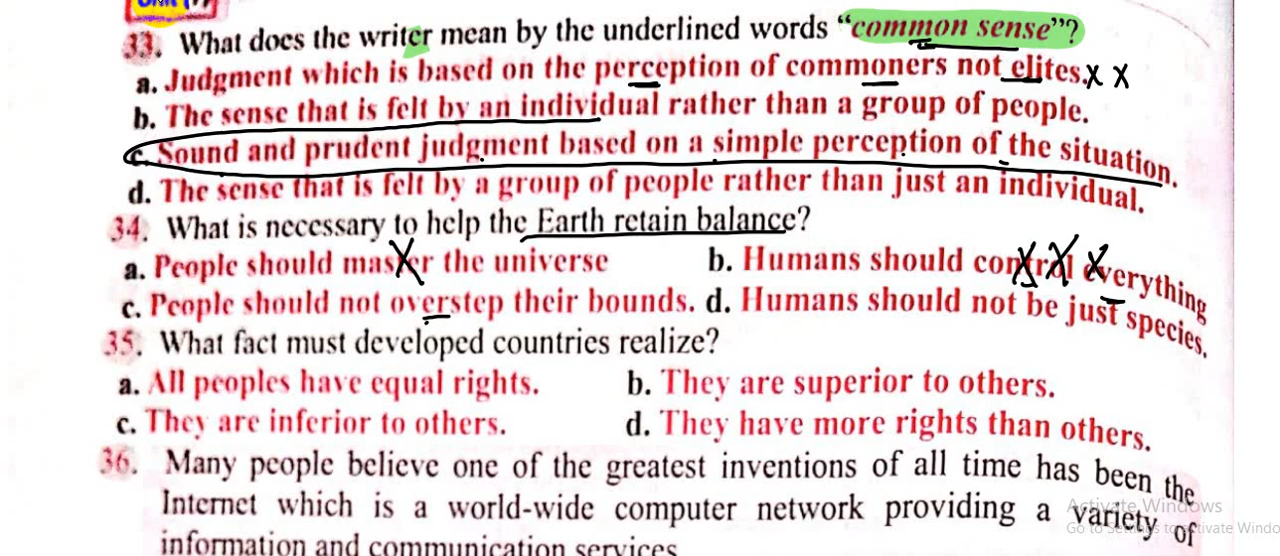 33. What does the writer mean by the underlined words “common sense”?
a. Judgment which is based on the perception of commoners not elites. x x
b. The sense that is felt by an individual rather than a group of people.
c. Sound and prudent judgment based on a simple perception of the situation.
d. The sense that is felt by a group of people rather than just an individual.
34. What is necessary to help the Earth retain balance?
a. People should master the universe b. Humans should control everything
c. People should not overstep their bounds. d. Humans should not be just species.
35. What fact must developed countries realize?
a. All peoples have equal rights. b. They are superior to others.
c. They are inferior to others. d. They have more rights than others.
36. Many people believe one of the greatest inventions of all time has been the
Internet which is a world-wide computer network providing a variety of
information and communication services
Activate Windows
Go to Settings to activate Windo